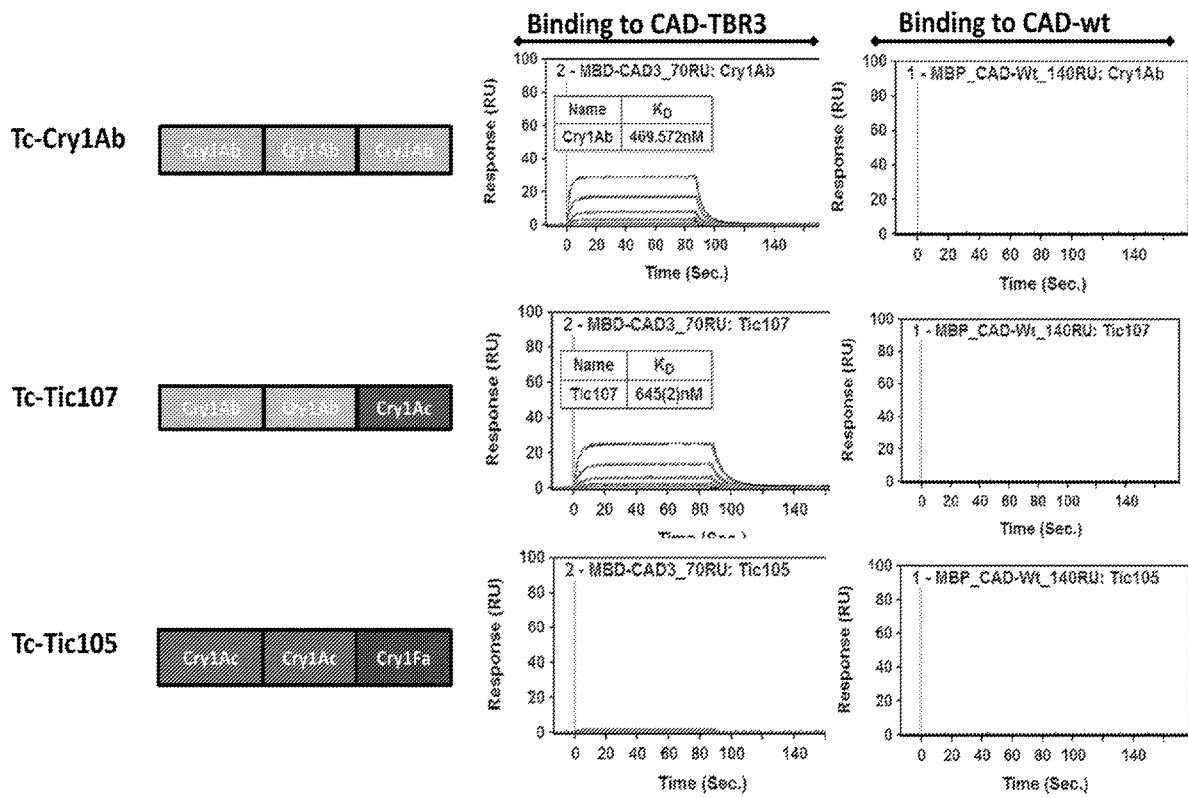 Binding to CAD-TBR3
Binding to CAD-wt
Tc-Cry1Ab
Cry1Ab Cry1Ab Cry1Ab
Response (RU)
100
80
60
40
20
0
2 - MBD-CAD3_70RU: Cry1Ab
Name KD
Cry1Ab 469.572nM
0 20 40 60 80 100 140
Time (Sec.)
Response (RU)
100
80
60
40
20
0
1 - MBP_CAD-Wt_140RU: Cry1Ab
0 20 40 60 80 100 140
Time (Sec.)
Tc-Tic107
Cry1Ab Cry1Ab Cry1Ac
Response (RU)
100
80
60
40
20
0
2 - MBD-CAD3_70RU: Tic107
Name KD
Tic107 645(2)nM
0 20 40 60 80 100 140
Time (Sec.)
Response (RU)
100
80
60
40
20
0
1 - MBP_CAD-Wt_140RU: Tic107
0 20 40 60 80 100 140
Time (Sec.)
Tc-Tic105
Cry1Ac Cry1Ac Cry1Fa
Response (RU)
100
80
60
40
20
0
2 - MBD-CAD3_70RU: Tic105
0 20 40 60 80 100 140
Time (Sec.)
Response (RU)
100
80
60
40
20
0
1 - MBP_CAD-Wt_140RU: Tic105
0 20 40 60 80 100 140
Time (Sec.)